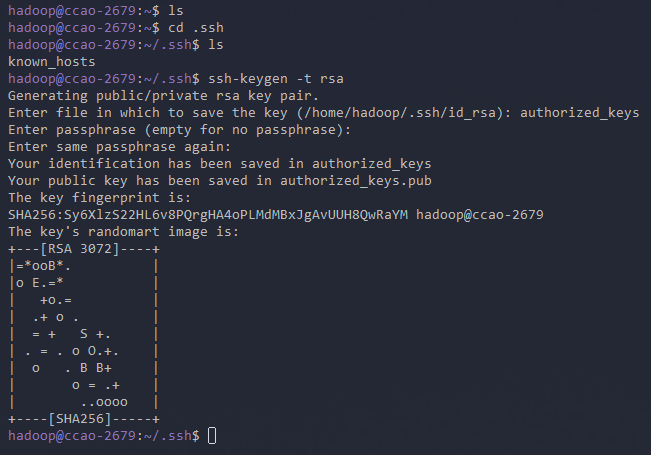 hadoop@ccao-2679:~$ ls
hadoop@ccao-2679:~$ cd .ssh
hadoop@ccao-2679:~/.ssh$ ls
known_hosts
hadoop@ccao-2679:~/.ssh$ ssh-keygen -t rsa
Generating public/private rsa key pair.
Enter file in which to save the key (/home/hadoop/.ssh/id_rsa): authorized_keys
Enter passphrase (empty for no passphrase):
Enter same passphrase again:
Your identification has been saved in authorized_keys
Your public key has been saved in authorized_keys.pub
The key fingerprint is:
SHA256:Sy6XlzS22HL6v8PQrgHA4oPLMdMBxJgAvUUH8QwRaYM hadoop@ccao-2679
The key's randomart image is:
+---[RSA 3072]----+
|=*ooB*.          |
|o E.=*           |
|   +o.=          |
|  .+ o .         |
|  = +   S +.     |
| . = . o O.+.    |
|  o   . B B+     |
|       o = .+    |
|        ..oooo   |
+----[SHA256]-----+
hadoop@ccao-2679:~/.ssh$